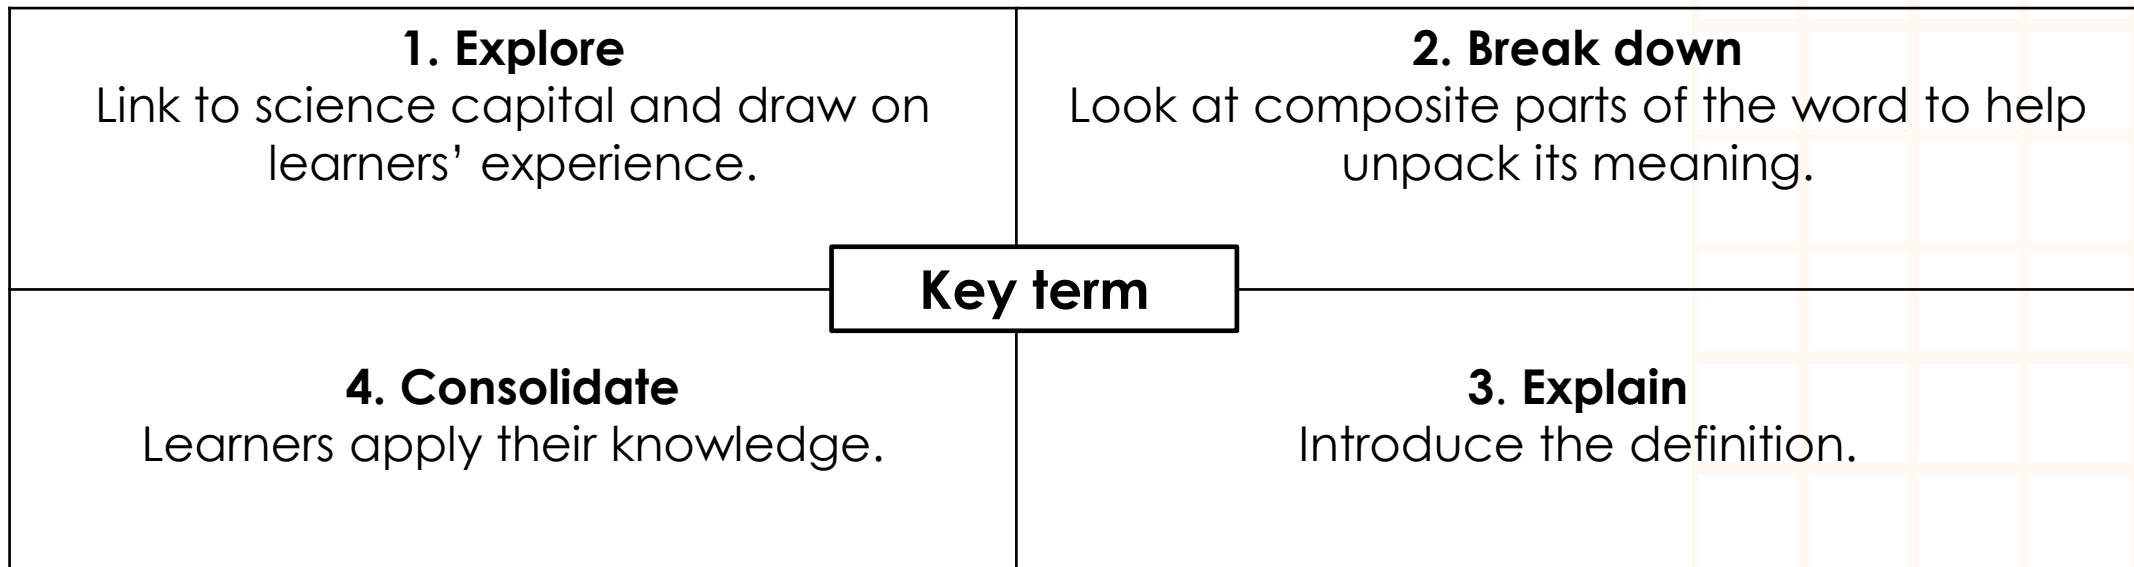 1. Explore
Link to science capital and draw on
learners’ experience.
2. Break down
Look at composite parts of the word to help
unpack its meaning.
Key term
4. Consolidate
Learners apply their knowledge.
3. Explain
Introduce the definition.